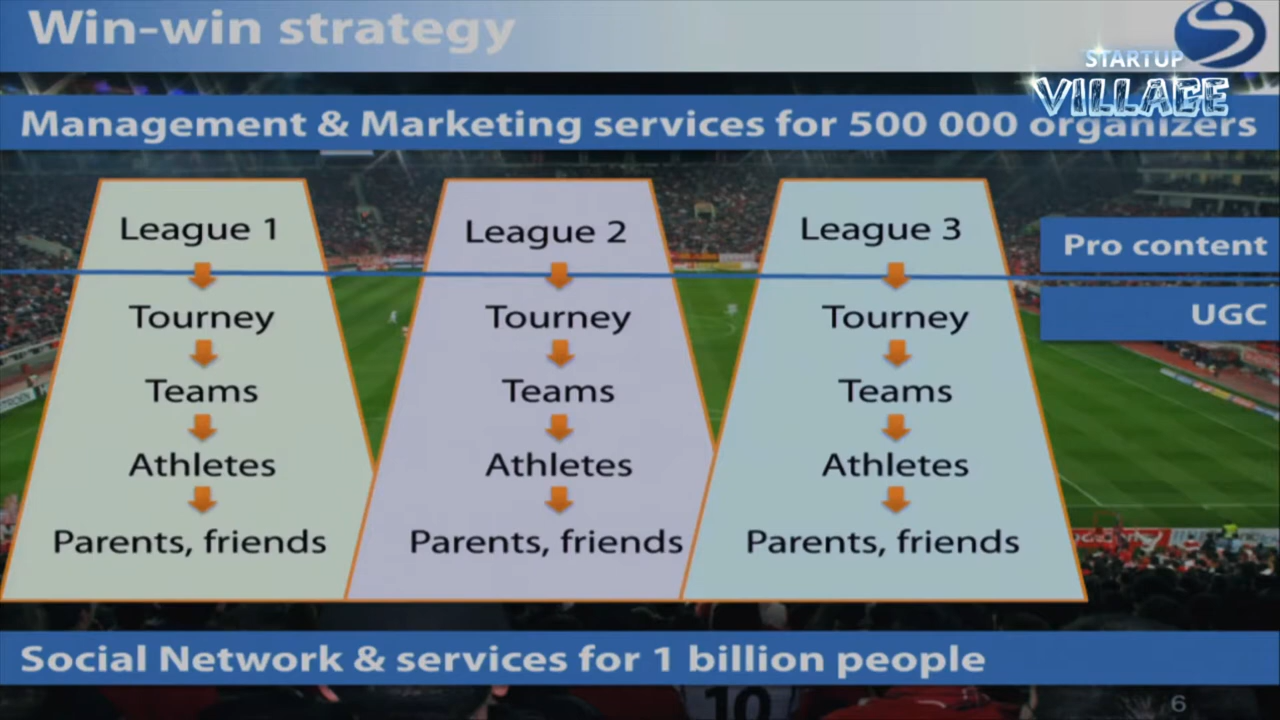 Win-win strategy
STARTUP
VILLAGE
Management & Marketing services for 500 000 organizers
League 1
League 2
League 3
Pro content
Tourney
Tourney
Tourney
UGC
Teams
Teams
Teams
Athletes
Athletes
Athletes
Parents, friends
Parents, friends
Parents, friends
Social Network & services for 1 billion people
10
6